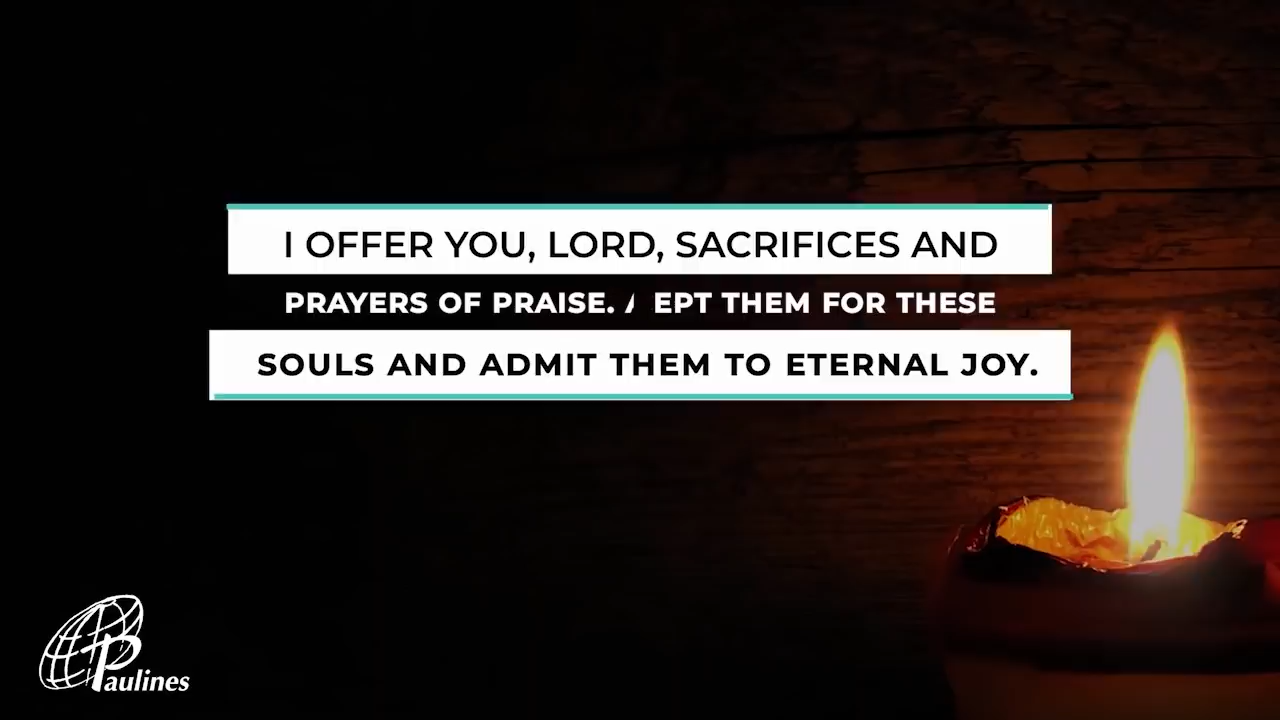 I OFFER YOU, LORD, SACRIFICES AND
PRAYERS OF PRAISE. EPT THEM FOR THESE
SOULS AND ADMIT THEM TO ETERNAL JOY.
Paulines